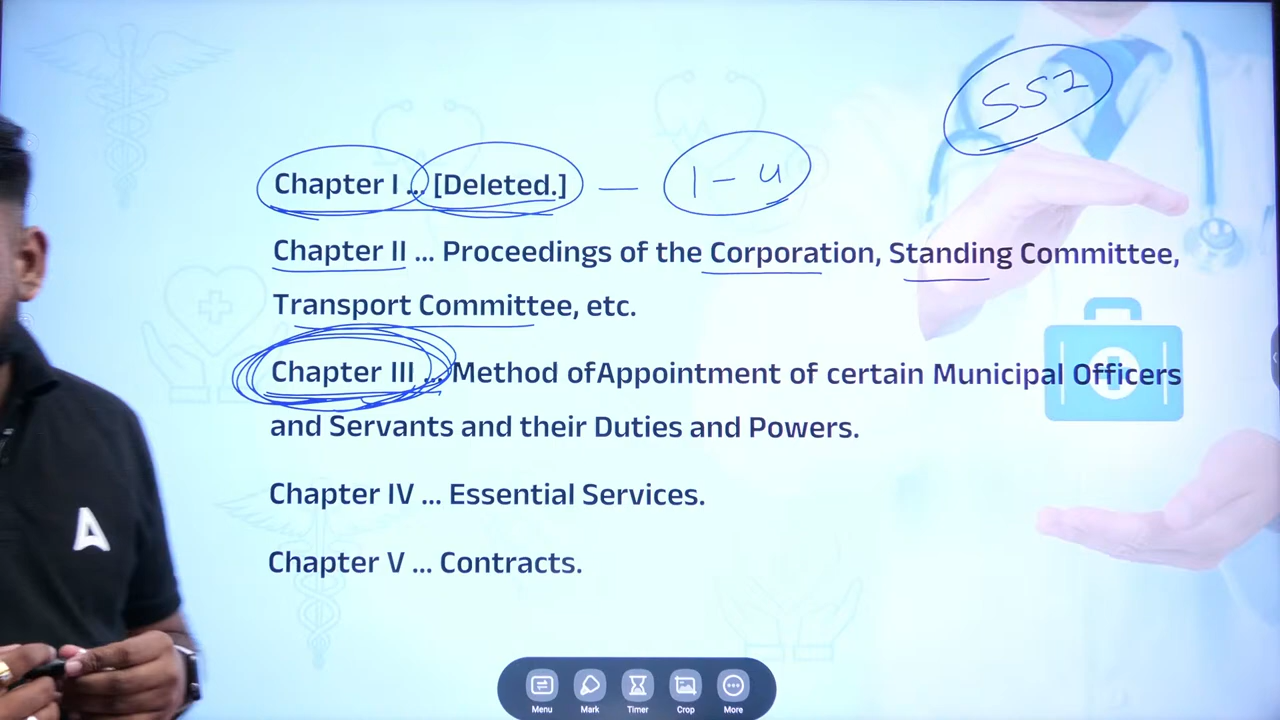 SS2
Chapter I ... [Deleted.] — 1 - 4
Chapter II ... Proceedings of the Corporation, Standing Committee,
Transport Committee, etc.
Chapter III ... Method ofAppointment of certain Municipal Officers
and Servants and their Duties and Powers.
Chapter IV ... Essential Services.
Chapter V ... Contracts.
A
Menu Mark Timer Crop More